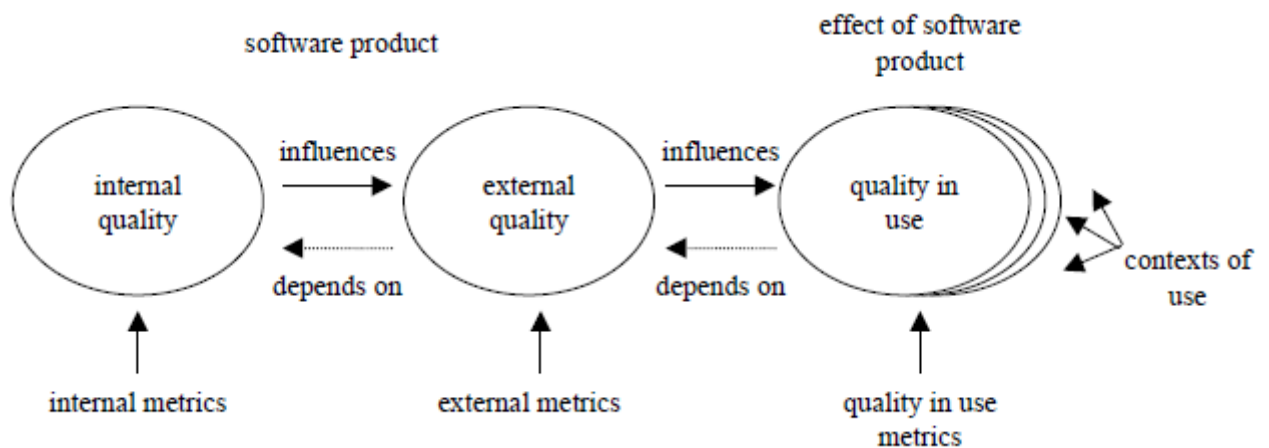 software product
effect of software
product
internal
quality
influences
depends on
external
quality
influences
depends on
quality in
use
contexts of
use
internal metrics
external metrics
quality in use
metrics